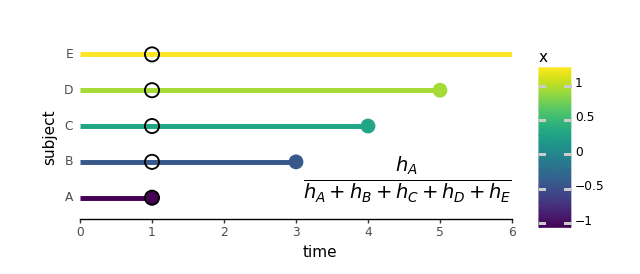 x
E
D
C
B
A
subject
h_A
h_A + h_B + h_C + h_D + h_E
0 1 2 3 4 5 6
time
1
0.5
0
−0.5
−1